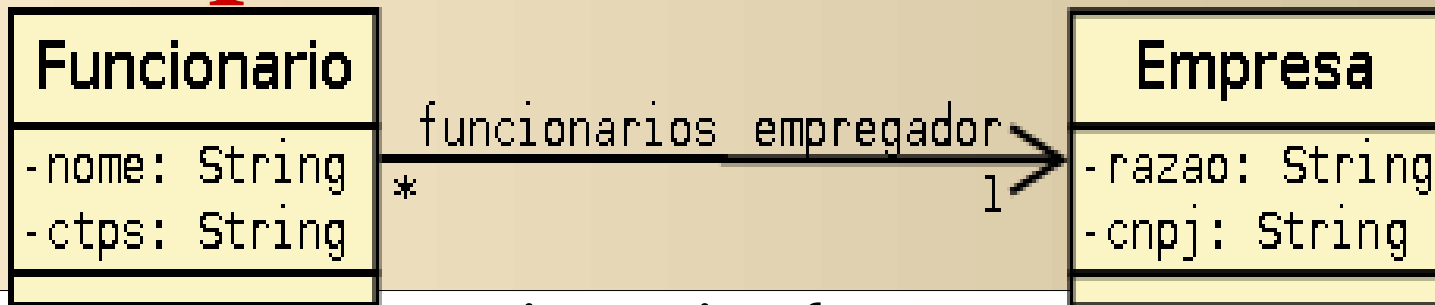 Funcionario
-nome: String
-ctps: String
funcionarios empregador
* 1
Empresa
-razao: String
-cnpj: String